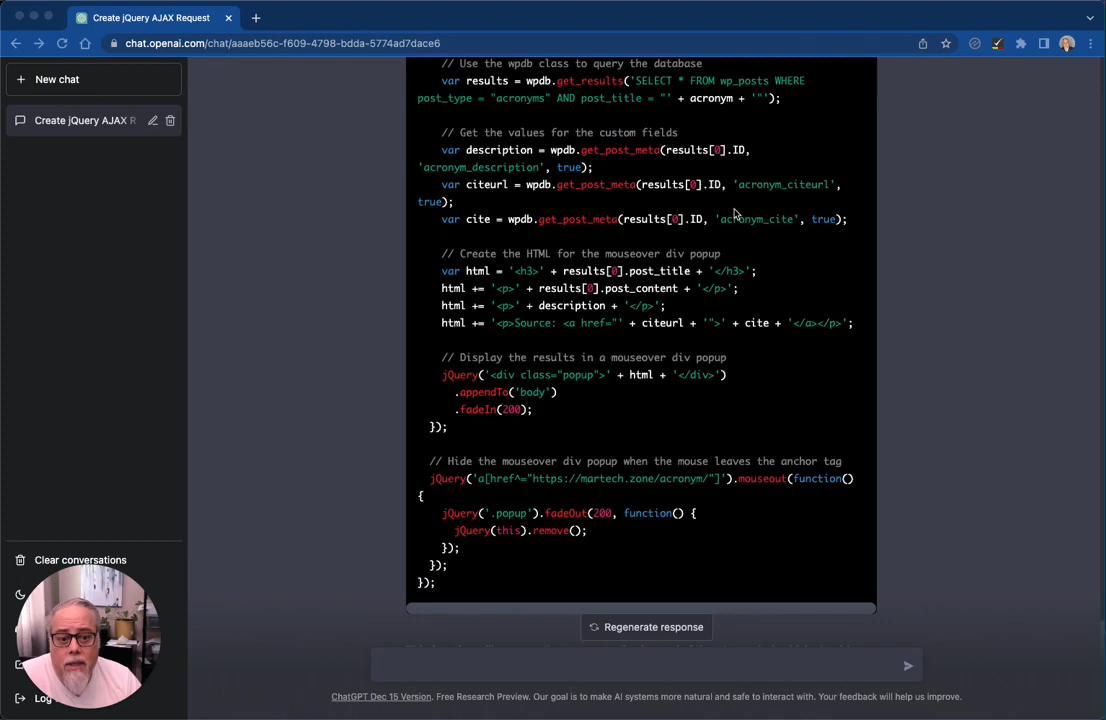 Create jQuery AJAX Request
chat.openai.com/chat/aaaeb56c-f609-4798-bdda-5774ad7dace6
New chat
Create jQuery AJAX R
// Use the wpdb class to query the database
var results = wpdb.get_results('SELECT * FROM wp_posts WHERE
post_type = "acronyms" AND post_title = "' + acronym + '"');
// Get the values for the custom fields
var description = wpdb.get_post_meta(results[0].ID,
'acronym_description', true);
var citeurl = wpdb.get_post_meta(results[0].ID, 'acronym_citeurl',
true);
var cite = wpdb.get_post_meta(results[0].ID, 'acronym_cite', true);
// Create the HTML for the mouseover div popup
var html = '<h3>' + results[0].post_title + '</h3>';
html += '<p>' + results[0].post_content + '</p>';
html += '<p>' + description + '</p>';
html += '<p>Source: <a href="' + citeurl + '">' + cite + '</a></p>';
// Display the results in a mouseover div popup
jQuery('<div class="popup">' + html + '</div>')
.appendTo('body')
.fadeIn(200);
});
// Hide the mouseover div popup when the mouse leaves the anchor tag
jQuery('a[href^="https://martech.zone/acronym/"]').mouseout(function()
{
jQuery('.popup').fadeOut(200, function() {
jQuery(this).remove();
});
});
});
Regenerate response
Clear conversations
Log
ChatGPT Dec 15 Version. Free Research Preview. Our goal is to make AI systems more natural and safe to interact with. Your feedback will help us improve.